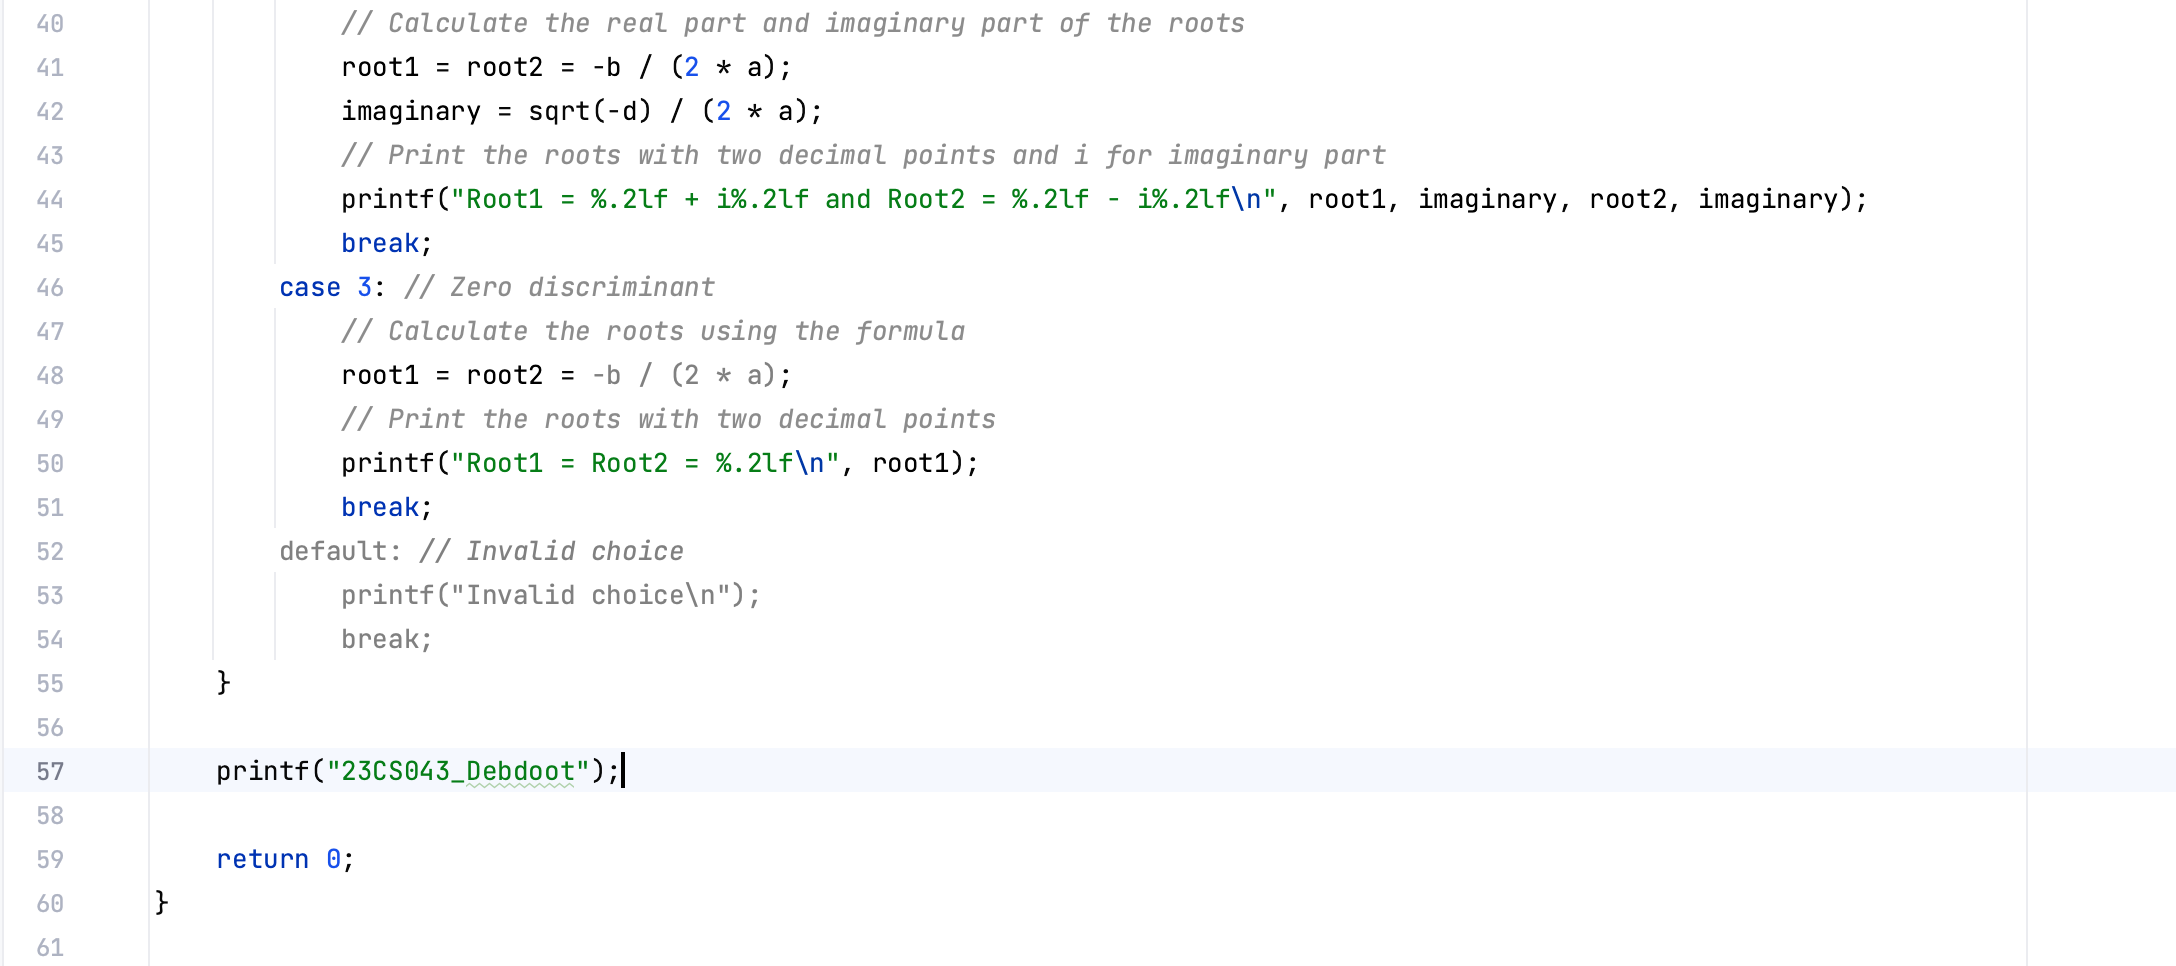 40 // Calculate the real part and imaginary part of the roots
41 root1 = root2 = -b / (2 * a);
42 imaginary = sqrt(-d) / (2 * a);
43 // Print the roots with two decimal points and i for imaginary part
44 printf("Root1 = %.2lf + i%.2lf and Root2 = %.2lf - i%.2lf\n", root1, imaginary, root2, imaginary);
45 break;
46 case 3: // Zero discriminant
47 // Calculate the roots using the formula
48 root1 = root2 = -b / (2 * a);
49 // Print the roots with two decimal points
50 printf("Root1 = Root2 = %.2lf\n", root1);
51 break;
52 default: // Invalid choice
53 printf("Invalid choice\n");
54 break;
55 }
56
57 printf("23CS043_Debdoot");
58
59 return 0;
60 }
61